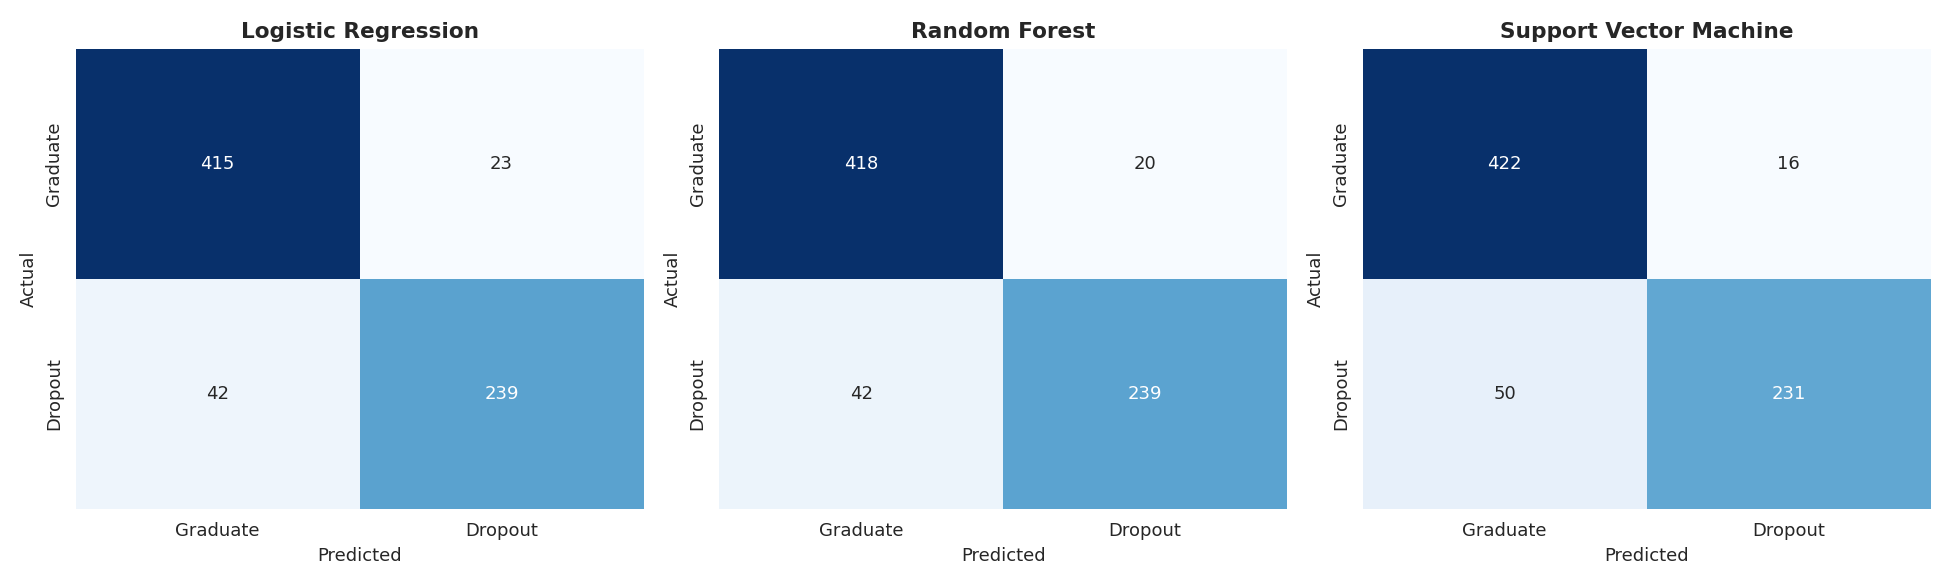 Logistic Regression
Graduate
Dropout
Actual
415
23
42
239
Graduate
Dropout
Predicted
Random Forest
Graduate
Dropout
Actual
418
20
42
239
Graduate
Dropout
Predicted
Support Vector Machine
Graduate
Dropout
Actual
422
16
50
231
Graduate
Dropout
Predicted